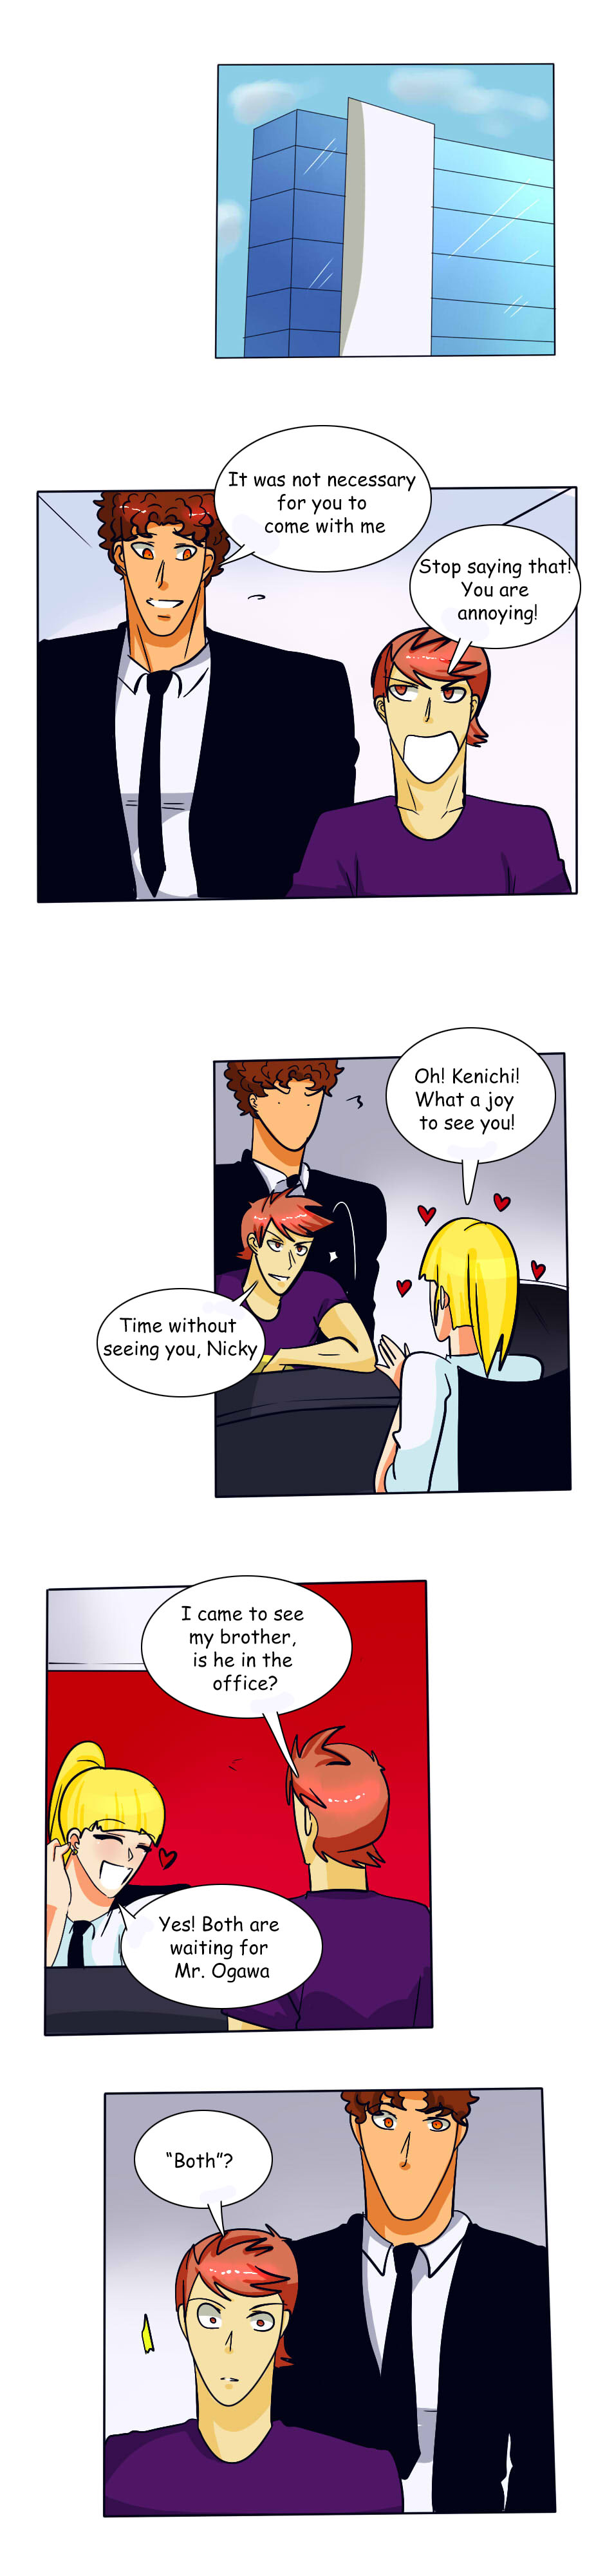 It was not necessary
for you to
come with me
Stop saying that!
You are
annoying!
Oh! Kenichi!
What a joy
to see you!
Time without
seeing you, Nicky
I came to see
my brother,
is he in the
office?
Yes! Both are
waiting for
Mr. Ogawa
“Both”?